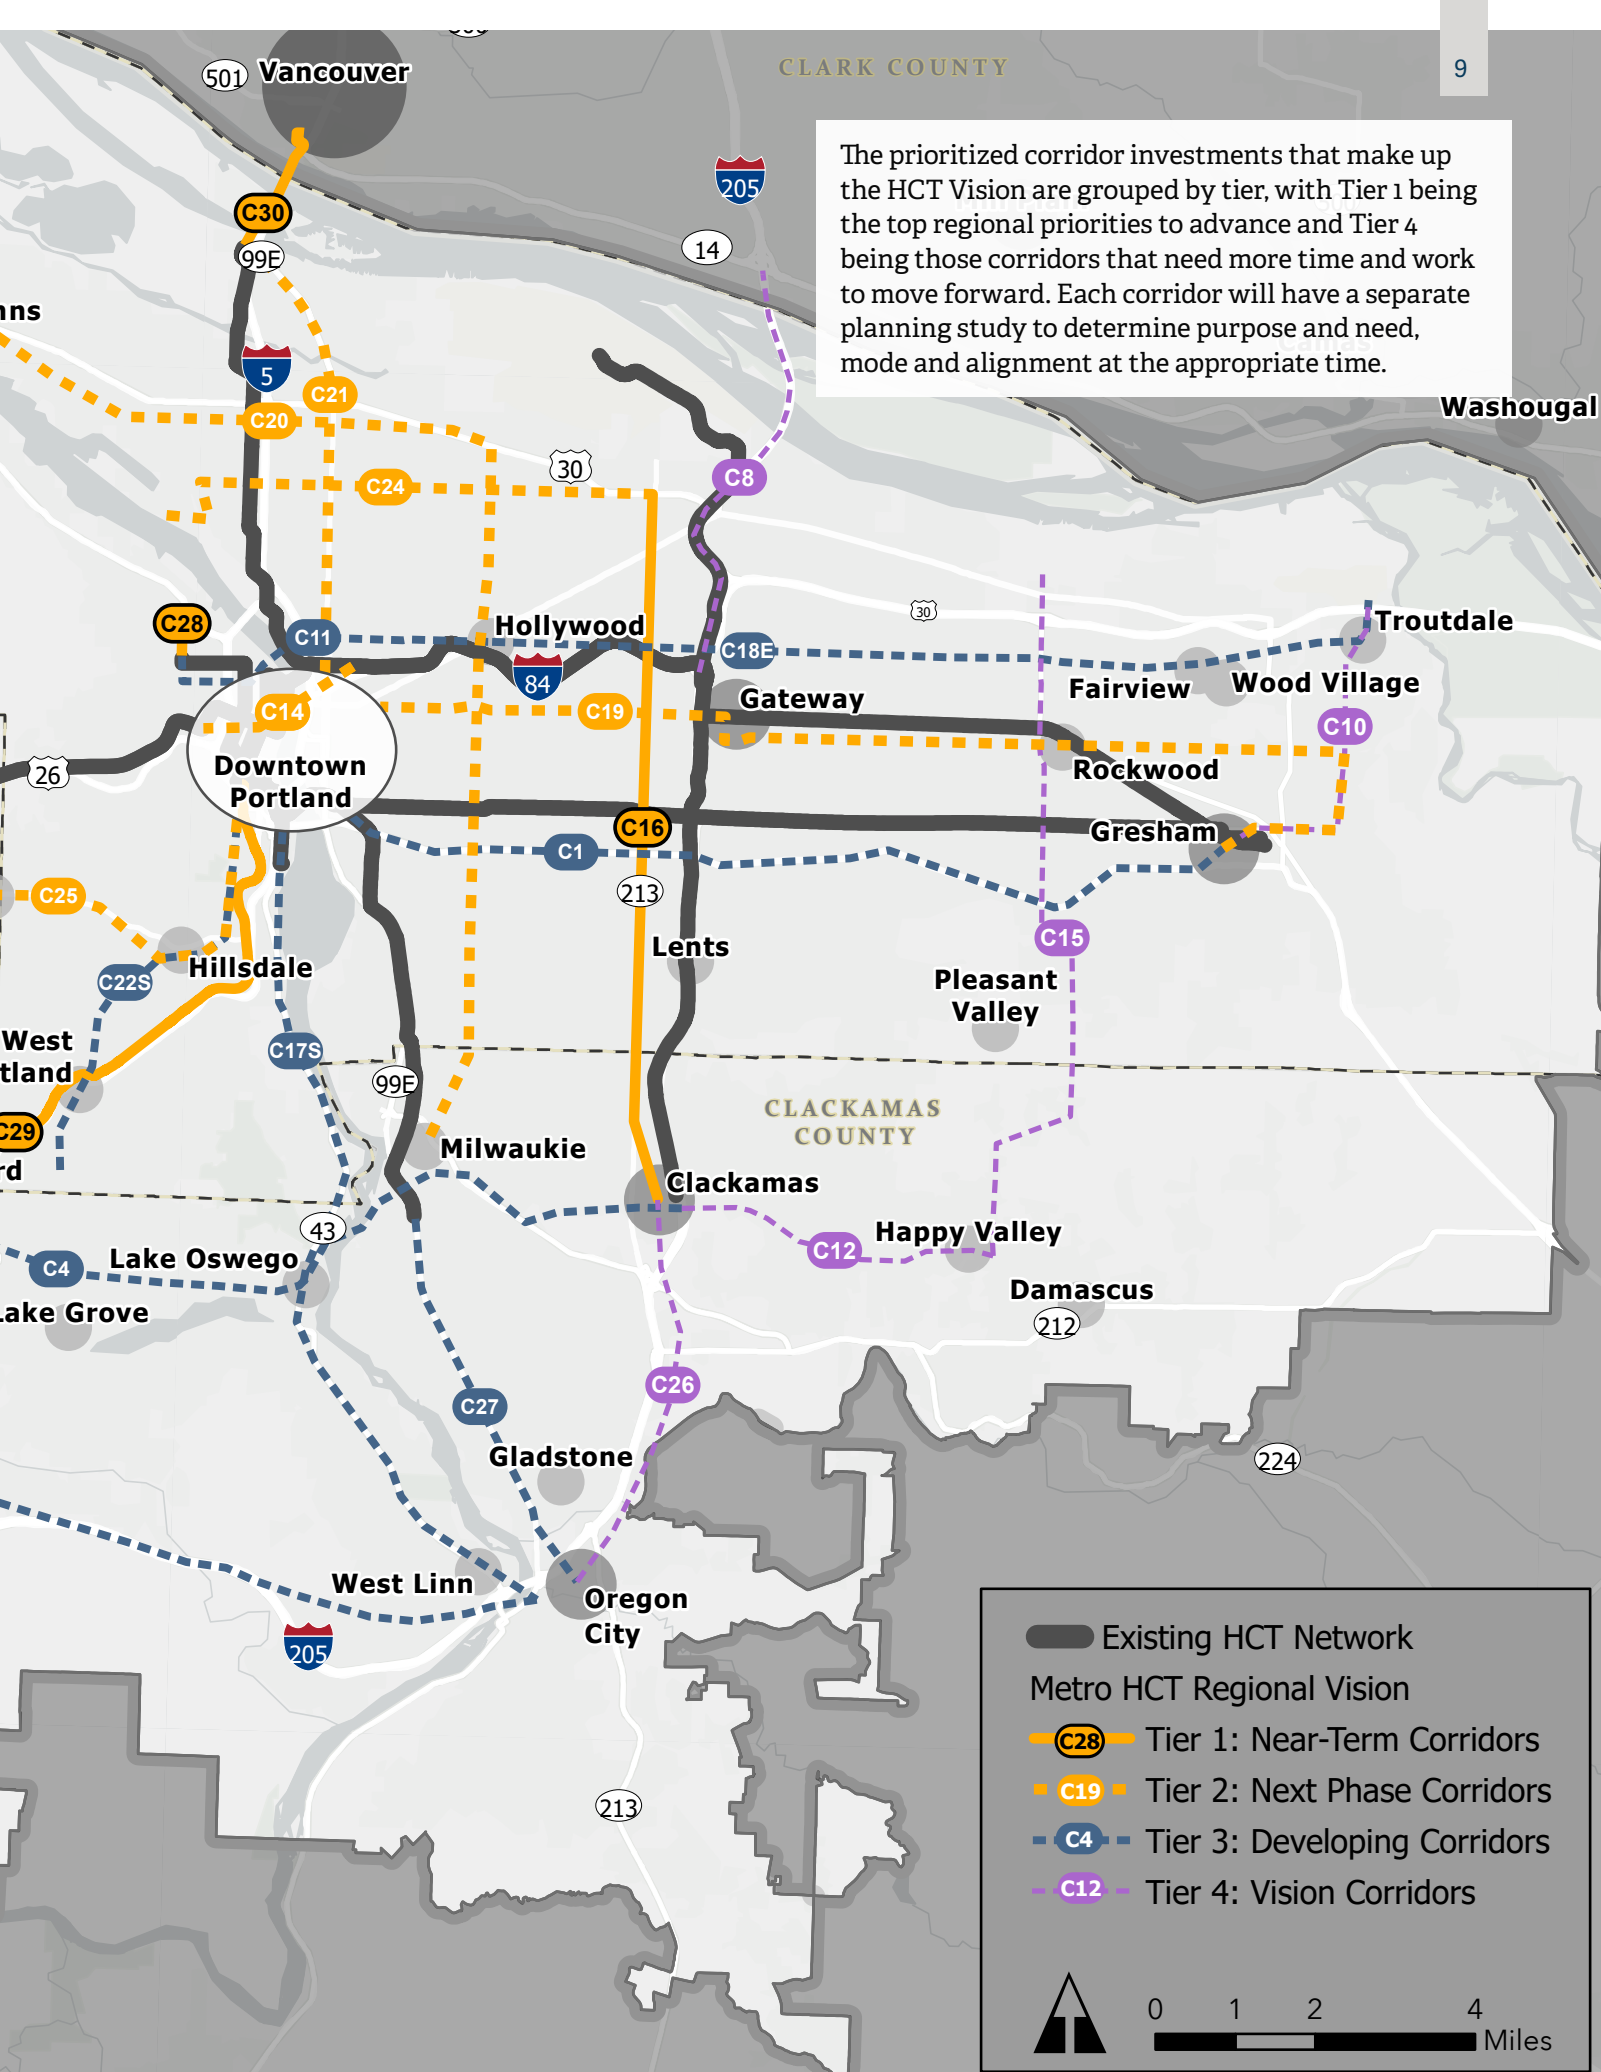 9
CLARK COUNTY
501
Vancouver
205
The prioritized corridor investments that make up
the HCT Vision are grouped by tier, with Tier 1 being
the top regional priorities to advance and Tier 4
being those corridors that need more time and work
to move forward. Each corridor will have a separate
planning study to determine purpose and need,
mode and alignment at the appropriate time.
C30
99E
14
nns
5
C21
C20
Washougal
30
C8
C24
30
C28
C11
Hollywood
C18E
Troutdale
84
Fairview
Wood Village
Gateway
C14
C19
C10
26
Downtown
Portland
Rockwood
C16
Gresham
C1
213
C25
Lents
C15
Hillsdale
C22S
Pleasant
Valley
West
tland
C17S
99E
CLACKAMAS
COUNTY
C29
rd
Milwaukie
Clackamas
43
Happy Valley
C12
Lake Oswego
C4
Damascus
212
Lake Grove
C26
C27
Gladstone
224
West Linn
Oregon
City
205
213
Existing HCT Network
Metro HCT Regional Vision
C28 Tier 1: Near-Term Corridors
C19 Tier 2: Next Phase Corridors
C4 Tier 3: Developing Corridors
C12 Tier 4: Vision Corridors
0 1 2 4
Miles